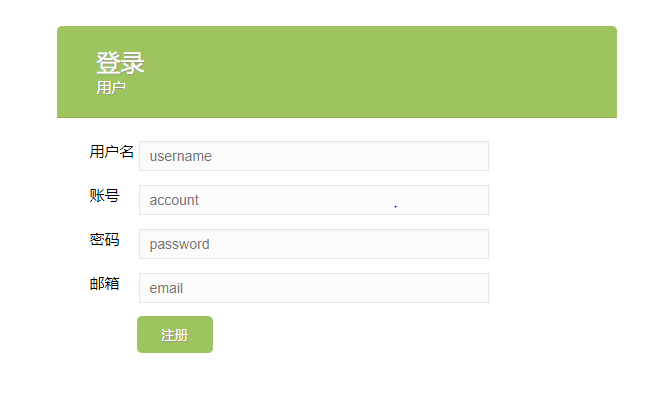 登录
用户
用户名 username
账号 account
密码 password
邮箱 email
注册